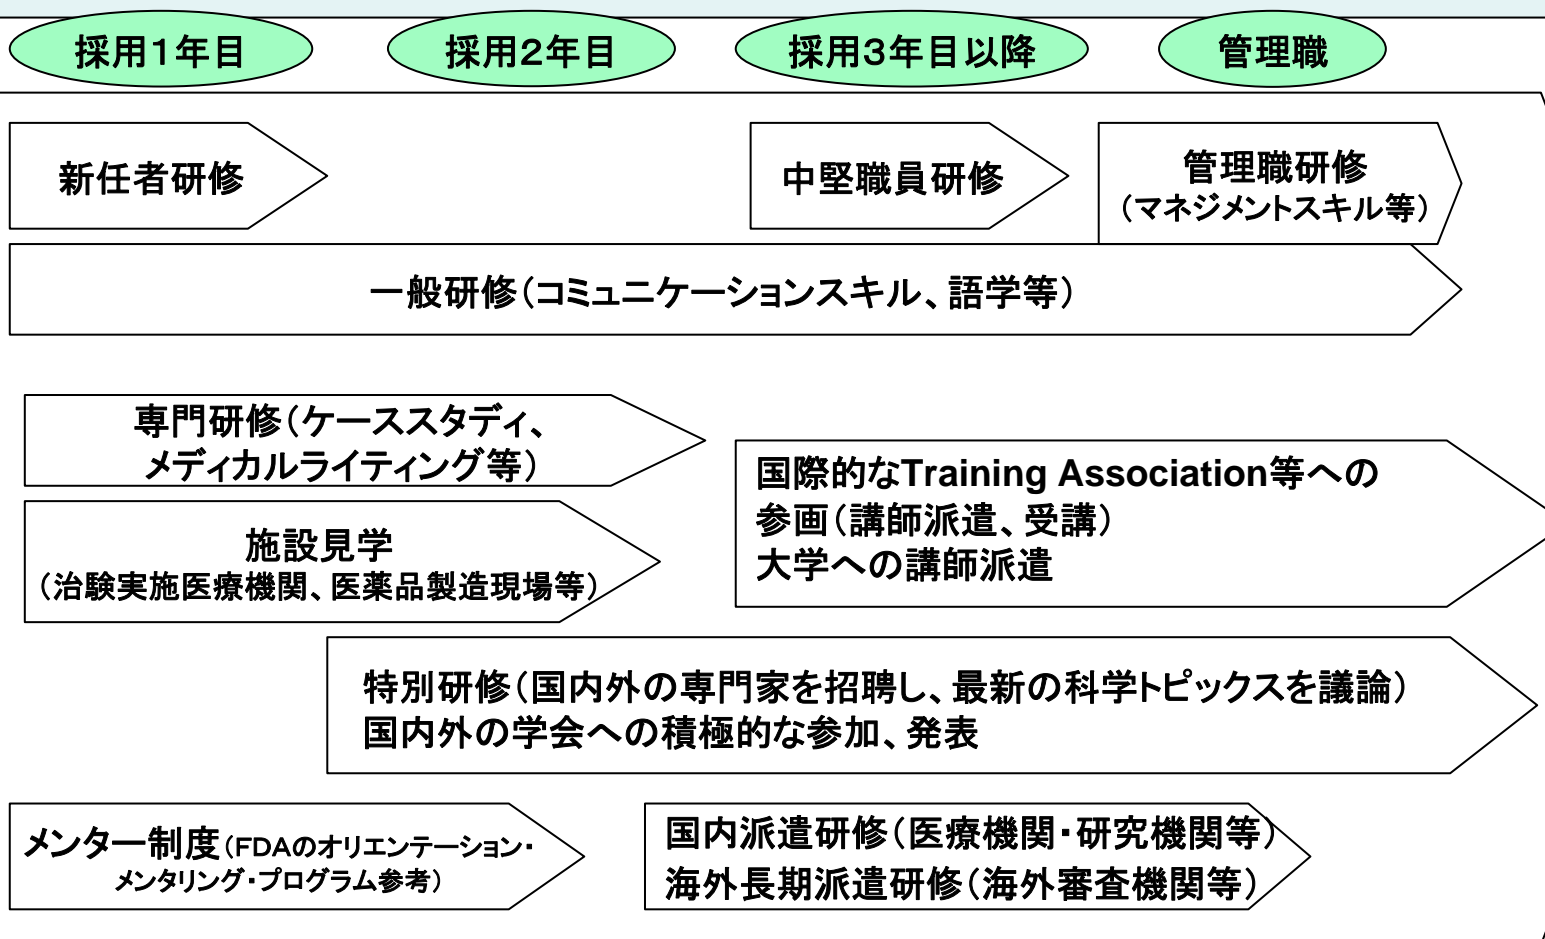 採用1年目
採用2年目
採用3年目以降
管理職
新任者研修
中堅職員研修
管理職研修
（マネジメントスキル等）
一般研修（コミュニケーションスキル、語学等）
専門研修（ケーススタディ、
メディカルライティング等）
国際的なTraining Association等への
参画（講師派遣、受講）
大学への講師派遣
施設見学
（治験実施医療機関、医薬品製造現場等）
特別研修（国内外の専門家を招聘し、最新の科学トピックスを議論）
国内外の学会への積極的な参加、発表
メンター制度（FDAのオリエンテーション・
メンタリング・プログラム参考）
国内派遣研修（医療機関・研究機関等）
海外長期派遣研修（海外審査機関等）